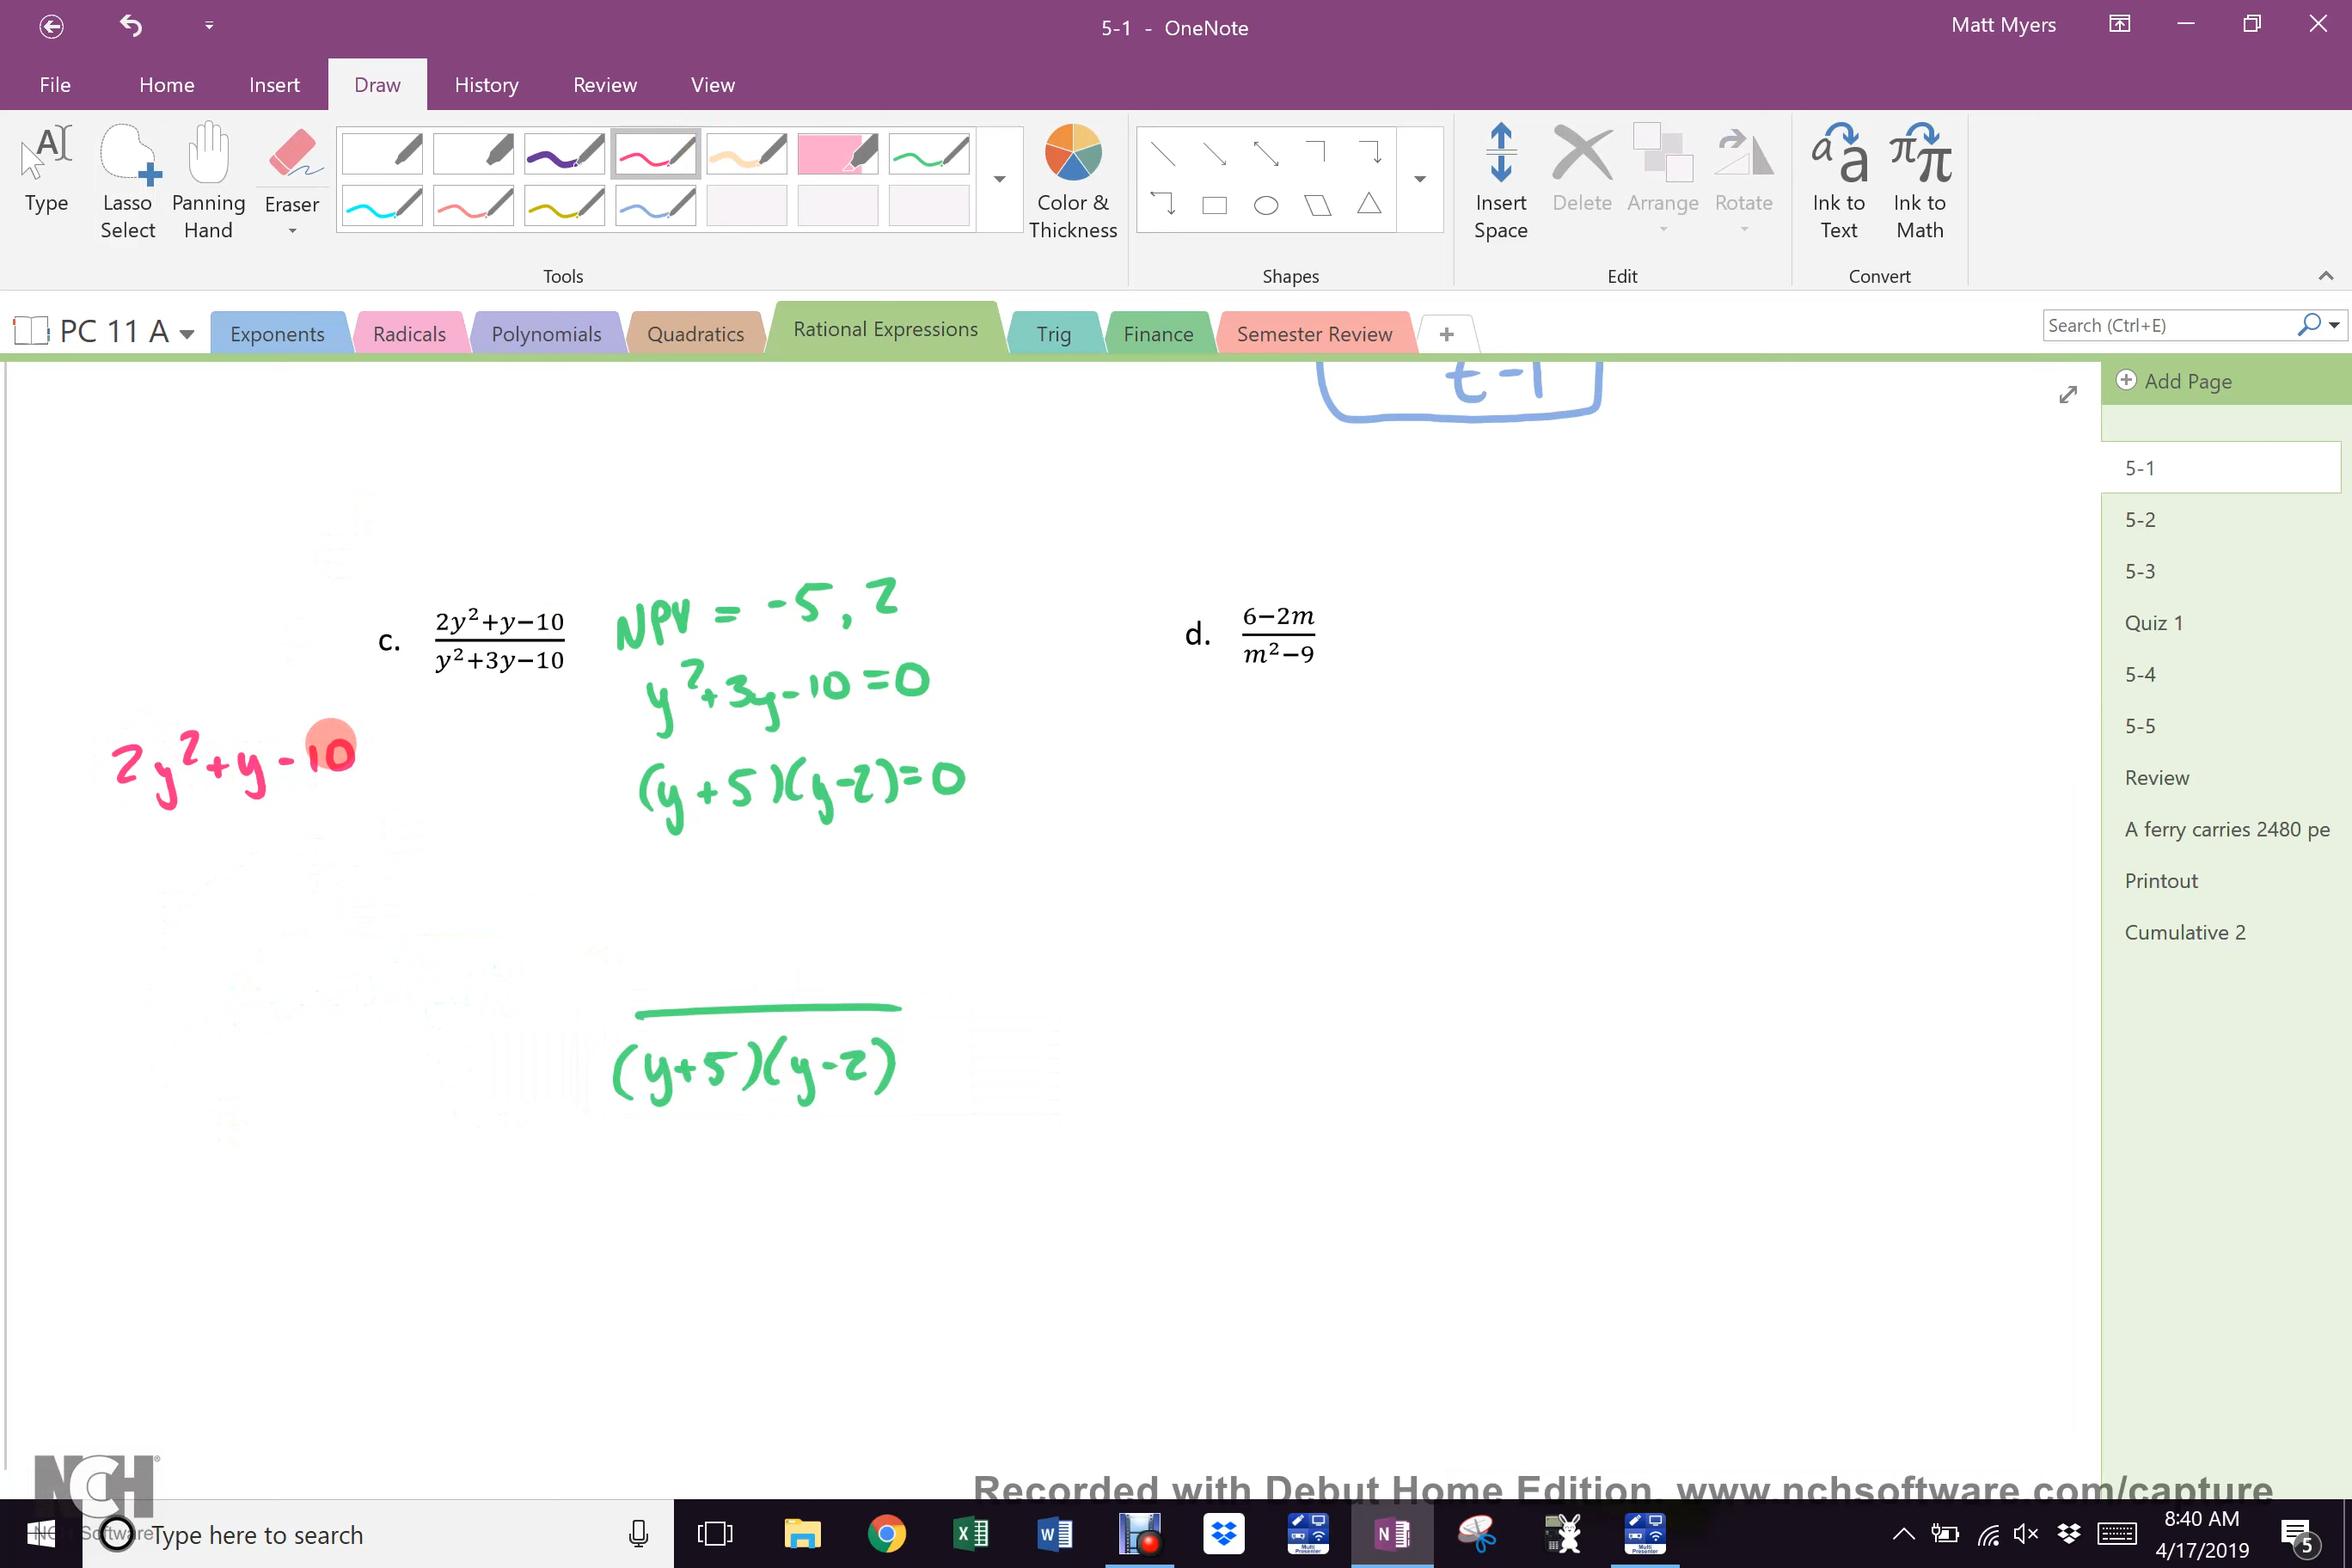 5-1 - OneNote
Matt Myers
File Home Insert Draw History Review View
Type
Lasso Select
Panning Hand
Eraser
Color & Thickness
Insert Space
Delete
Arrange
Rotate
Ink to Text
Ink to Math
Tools
Shapes
Edit
Convert
PC 11 A
Exponents Radicals Polynomials Quadratics Rational Expressions Trig Finance Semester Review +
Search (Ctrl+E)
Add Page
5-1
5-2
5-3
Quiz 1
5-4
5-5
Review
A ferry carries 2480 pe
Printout
Cumulative 2
t-1
c. (2y²+y−10)/(y²+3y−10)
NPV = -5, 2
y²+3y-10=0
(y+5)(y-2)=0
2y²+y-10
(y+5)(y-2)
d. (6−2m)/(m²−9)
NCH®
NCH Software
Recorded with Debut Home Edition. www.nchsoftware.com/capture
Type here to search
8:40 AM
4/17/2019
5